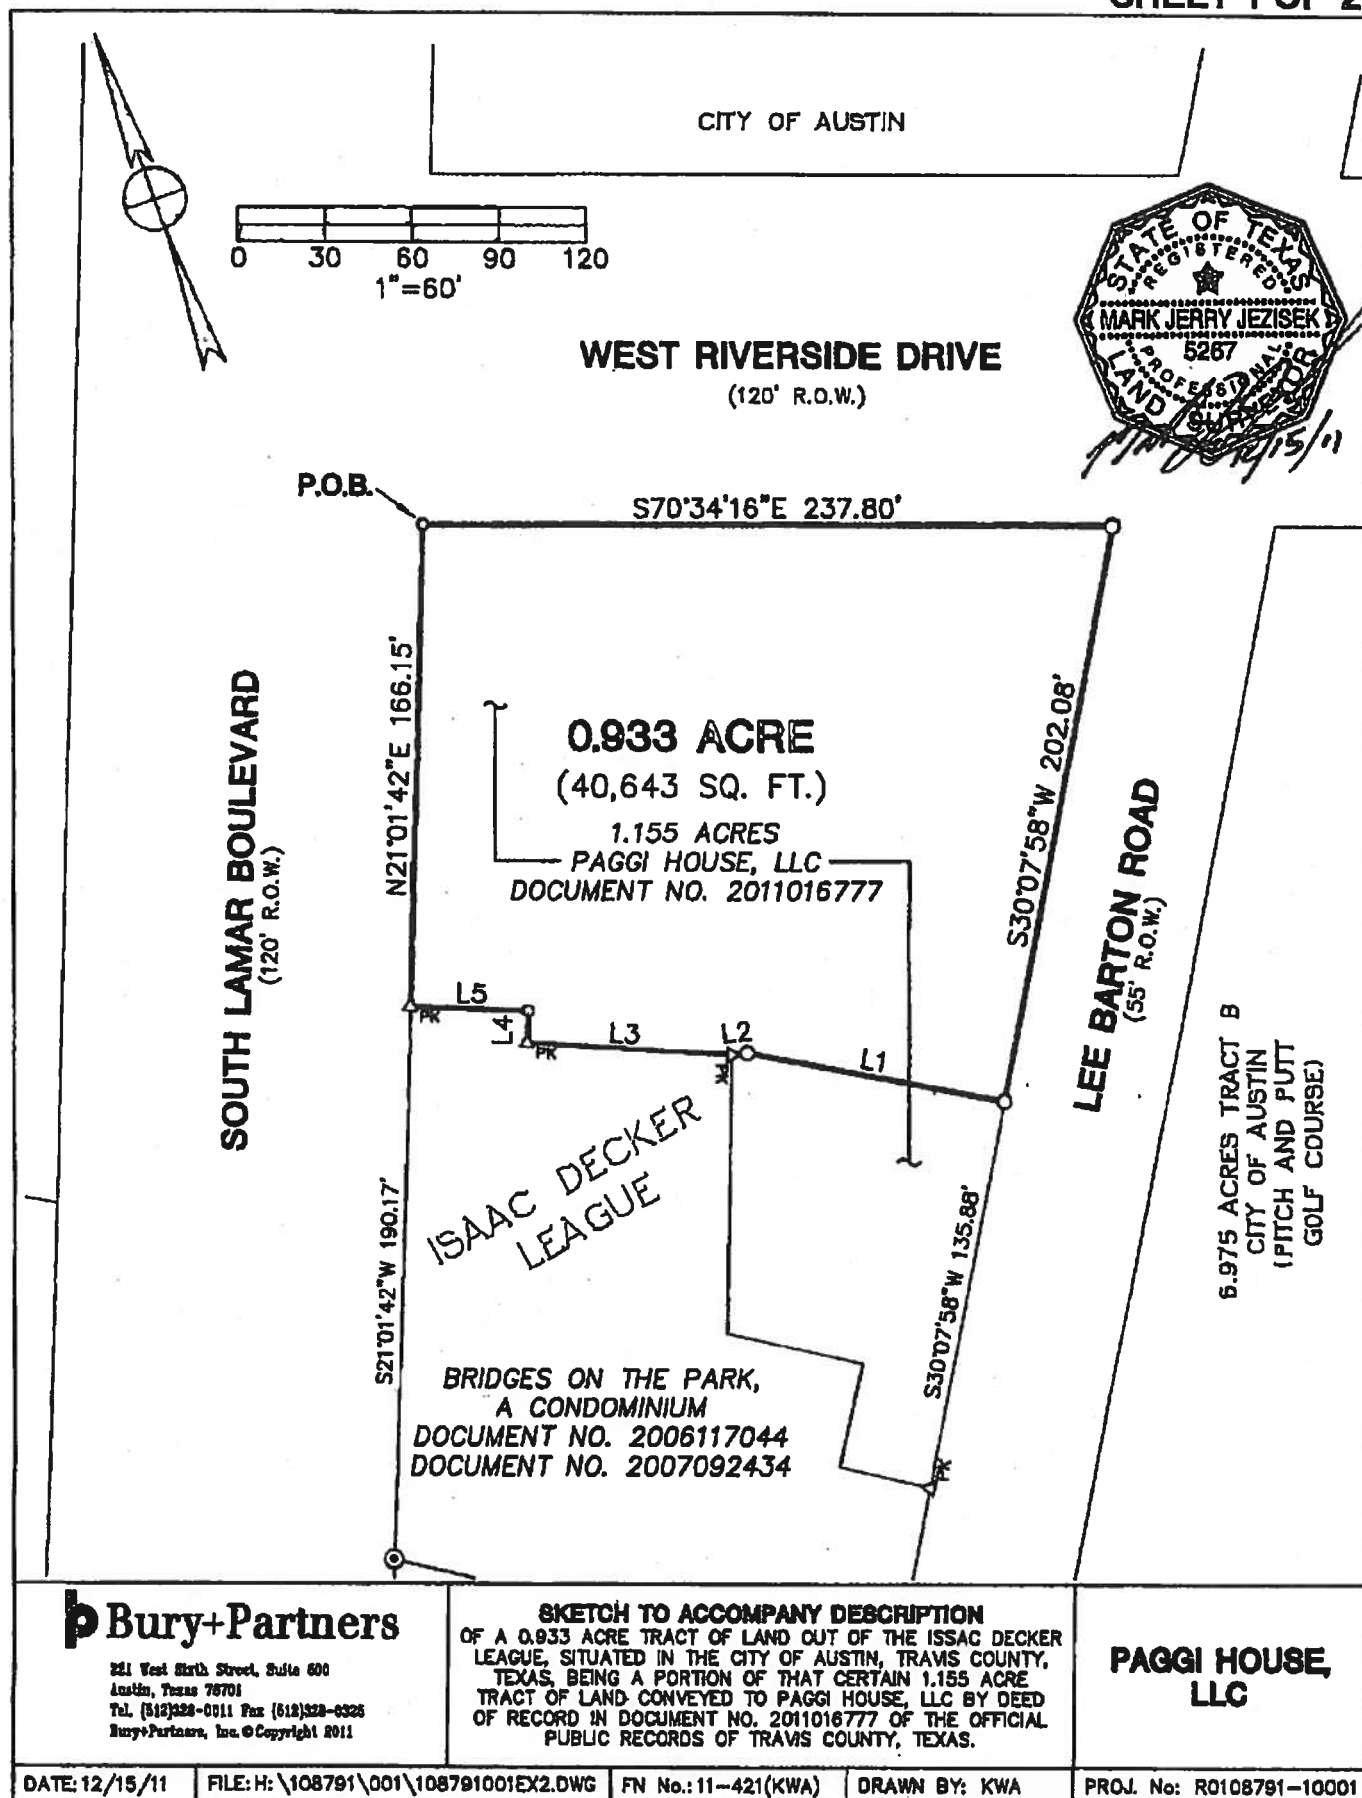 SHEET 1 OF 2
CITY OF AUSTIN
0 30 60 90 120
1"=60'
STATE OF TEXAS
REGISTERED
MARK JERRY JEZISEK
5267
PROFESSIONAL
LAND SURVEYOR
12/15/11
WEST RIVERSIDE DRIVE
(120' R.O.W.)
P.O.B.
S70°34'16"E 237.80'
N21°01'42"E 166.15'
SOUTH LAMAR BOULEVARD
(120' R.O.W.)
0.933 ACRE
(40,643 SQ. FT.)
1.155 ACRES
PAGGI HOUSE, LLC
DOCUMENT NO. 2011016777
S30°07'58"W 202.08'
LEE BARTON ROAD
(55' R.O.W.)
L5
PK
L4
PK
L3
L2
PK
L1
6.975 ACRES TRACT B
CITY OF AUSTIN
(PITCH AND PUTT
GOLF COURSE)
ISAAC DECKER
LEAGUE
S21°01'42"W 190.17'
S30°07'58"W 135.88'
BRIDGES ON THE PARK,
A CONDOMINIUM
DOCUMENT NO. 2006117044
DOCUMENT NO. 2007092434
PK
Bury+Partners
221 West Sixth Street, Suite 600
Austin, Texas 78701
Tel. (512)328-0011 Fax (512)328-0325
Bury+Partners, Inc. © Copyright 2011
SKETCH TO ACCOMPANY DESCRIPTION
OF A 0.933 ACRE TRACT OF LAND OUT OF THE ISSAC DECKER
LEAGUE, SITUATED IN THE CITY OF AUSTIN, TRAVIS COUNTY,
TEXAS, BEING A PORTION OF THAT CERTAIN 1.155 ACRE
TRACT OF LAND CONVEYED TO PAGGI HOUSE, LLC BY DEED
OF RECORD IN DOCUMENT NO. 2011016777 OF THE OFFICIAL
PUBLIC RECORDS OF TRAVIS COUNTY, TEXAS.
PAGGI HOUSE,
LLC
DATE: 12/15/11
FILE: H: \108791\001\108791001EX2.DWG
FN No.: 11-421(KWA)
DRAWN BY: KWA
PROJ. No: R0108791-10001